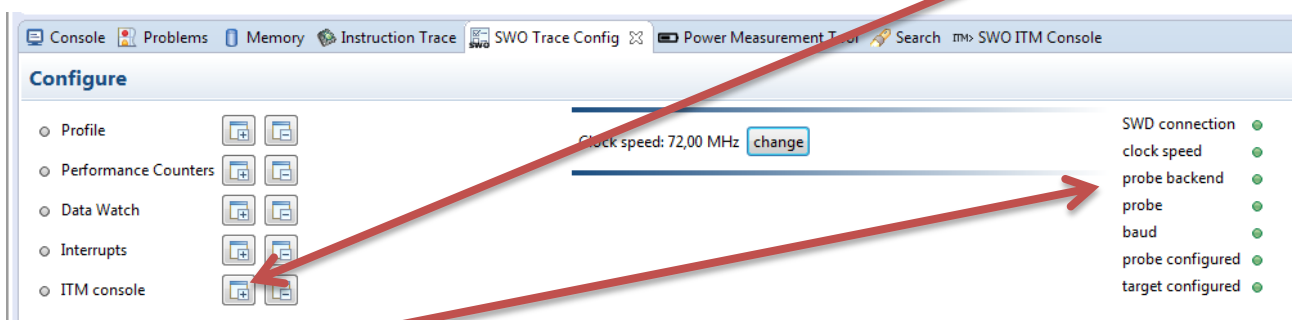 Console Problems Memory Instruction Trace SWO Trace Config Power Measurement Tool Search ITM> SWO ITM Console
Configure
Profile
Performance Counters
Data Watch
Interrupts
ITM console
Clock speed: 72,00 MHz change
SWD connection
clock speed
probe backend
probe
baud
probe configured
target configured